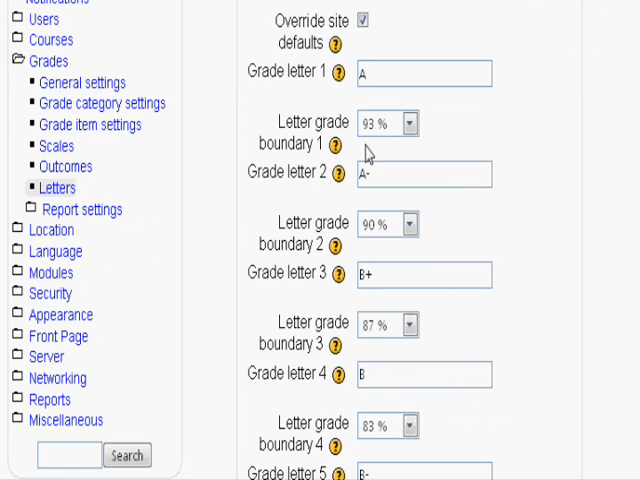 Notifications
Users
Courses
Grades
General settings
Grade category settings
Grade item settings
Scales
Outcomes
Letters
Report settings
Location
Language
Modules
Security
Appearance
Front Page
Server
Networking
Reports
Miscellaneous
Search
Override site
defaults
Grade letter 1 A
Letter grade
boundary 1 93 %
Grade letter 2 A-
Letter grade
boundary 2 90 %
Grade letter 3 B+
Letter grade
boundary 3 87 %
Grade letter 4 B
Letter grade
boundary 4 83 %
Grade letter 5 B-